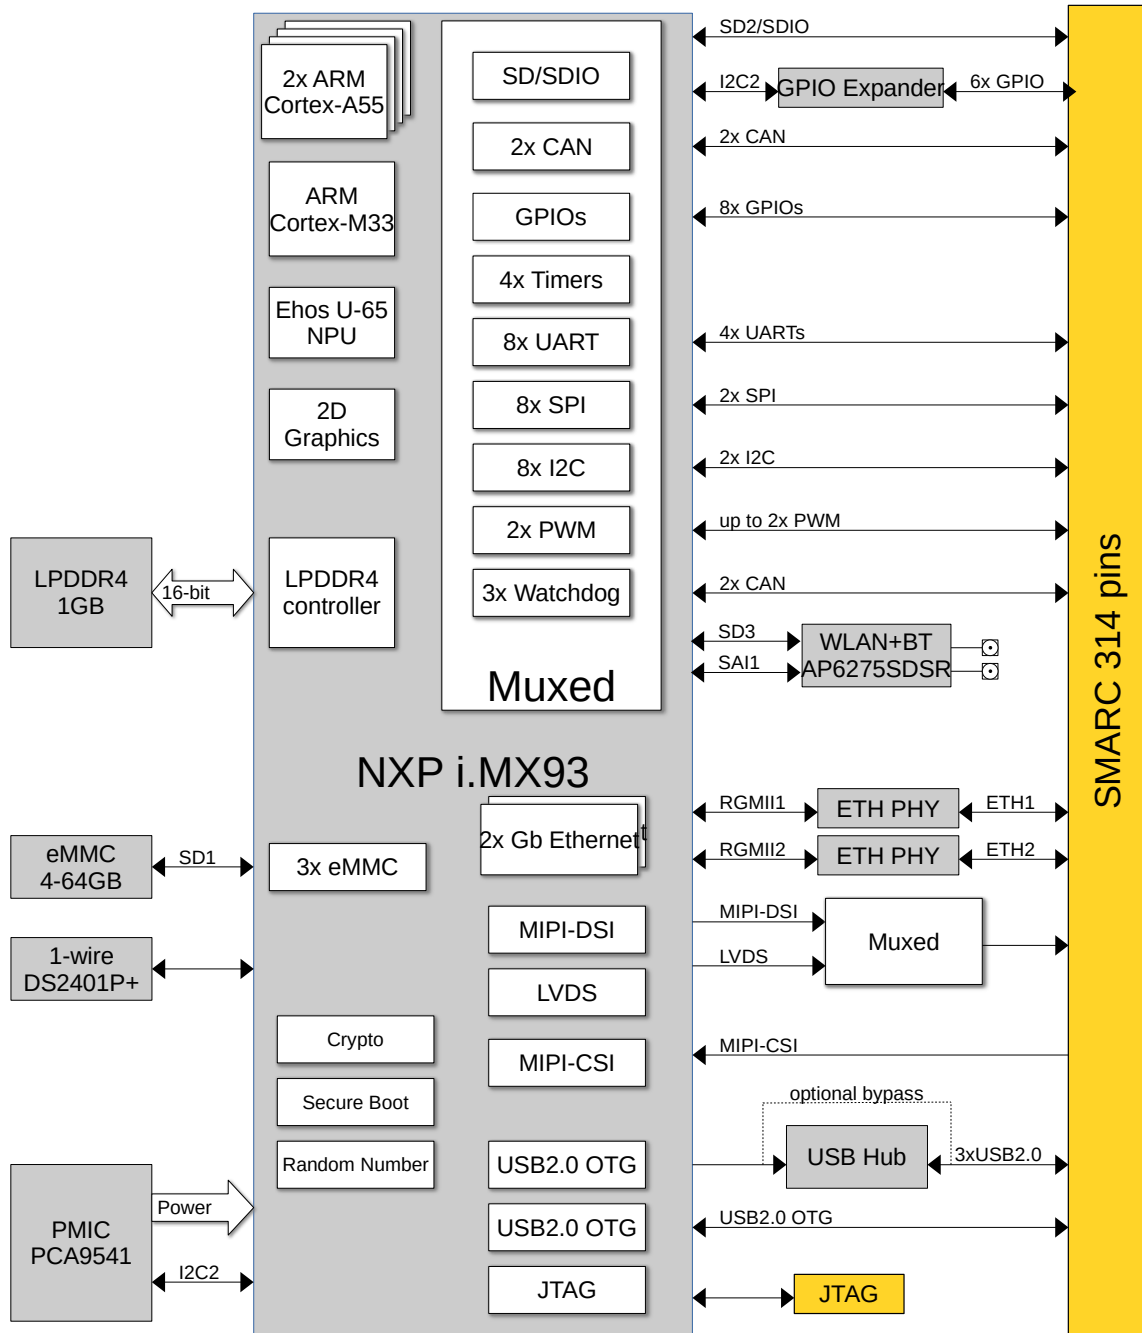 2x ARM
Cortex-A55
ARM
Cortex-M33
Ehos U-65
NPU
2D
Graphics
LPDDR4
1GB
16-bit
LPDDR4
controller
SD/SDIO
2x CAN
GPIOs
4x Timers
8x UART
8x SPI
8x I2C
2x PWM
3x Watchdog
Muxed
NXP i.MX93
SD2/SDIO
I2C2
GPIO Expander
6x GPIO
2x CAN
8x GPIOs
4x UARTs
2x SPI
2x I2C
up to 2x PWM
2x CAN
SD3
SAI1
WLAN+BT
AP6275SDSR
SMARC 314 pins
eMMC
4-64GB
SD1
3x eMMC
1-wire
DS2401P+
Crypto
Secure Boot
Random Number
PMIC
PCA9541
Power
I2C2
2x Gb Ethernet
t
MIPI-DSI
LVDS
MIPI-CSI
USB2.0 OTG
USB2.0 OTG
JTAG
RGMII1
ETH PHY
ETH1
RGMII2
ETH PHY
ETH2
MIPI-DSI
LVDS
Muxed
MIPI-CSI
optional bypass
USB Hub
3xUSB2.0
USB2.0 OTG
JTAG